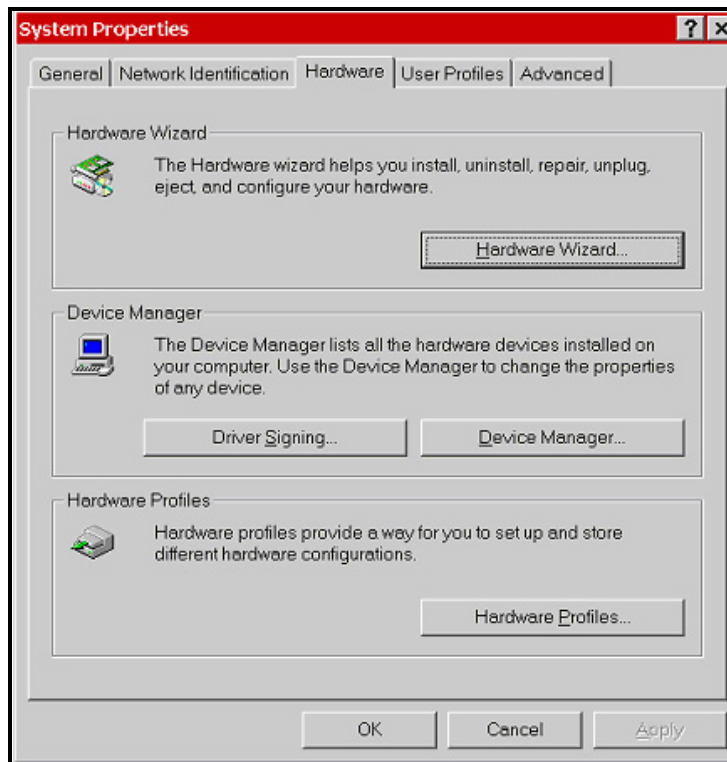 System Properties
General
Network Identification
Hardware
User Profiles
Advanced
Hardware Wizard
The Hardware wizard helps you install, uninstall, repair, unplug,
eject, and configure your hardware.
Hardware Wizard...
Device Manager
The Device Manager lists all the hardware devices installed on
your computer. Use the Device Manager to change the properties
of any device.
Driver Signing...
Device Manager...
Hardware Profiles
Hardware profiles provide a way for you to set up and store
different hardware configurations.
Hardware Profiles...
OK
Cancel
Apply